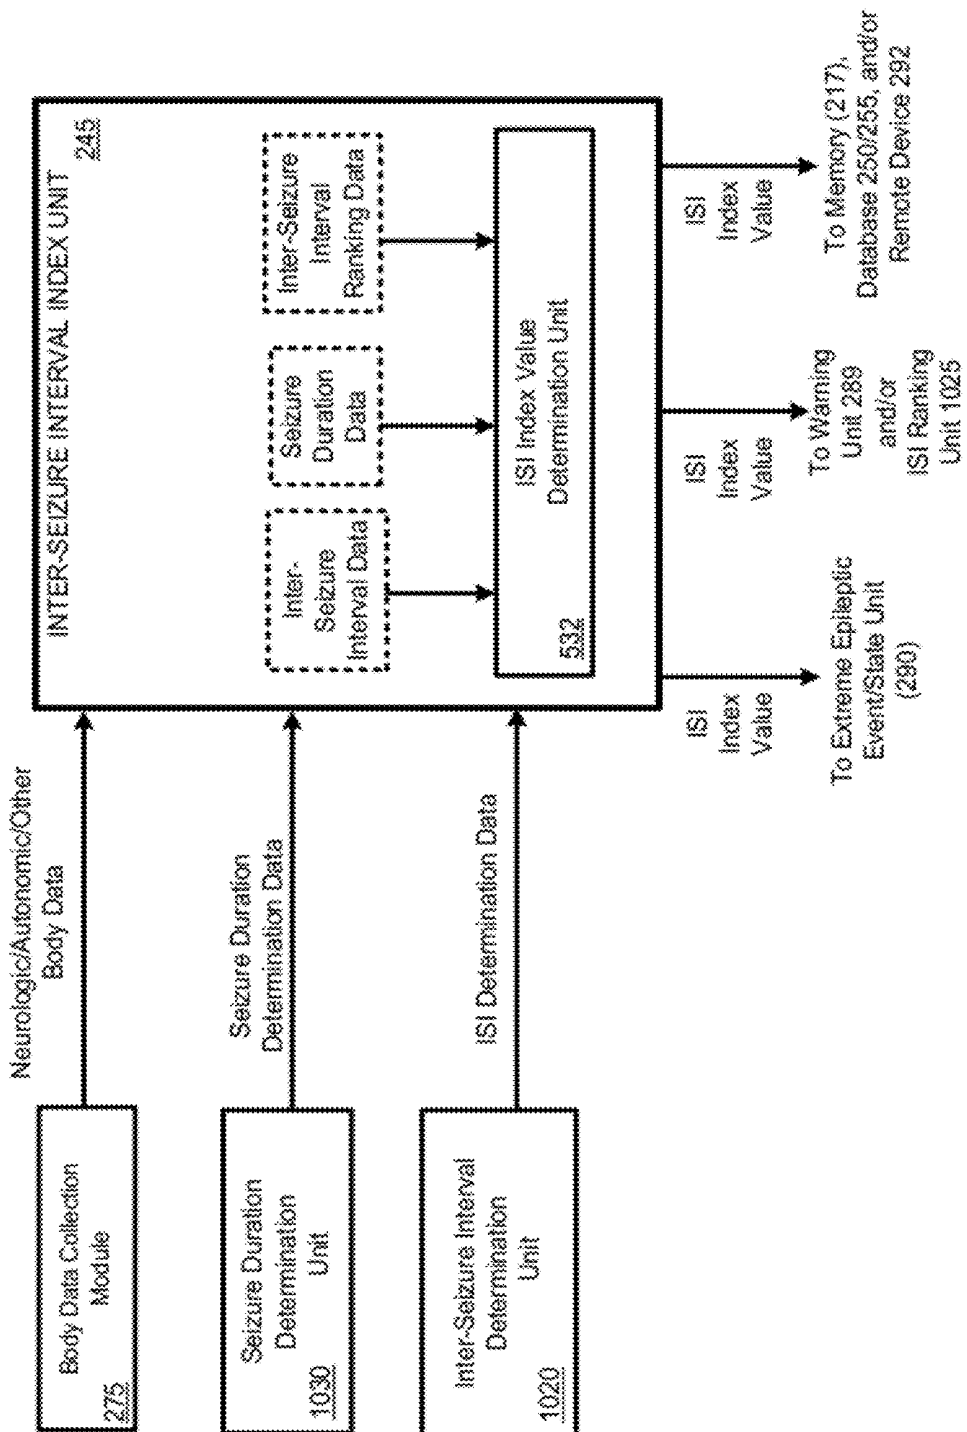 Body Data Collection
Module
275
Neurologic/Autonomic/Other
Body Data
Seizure Duration
Determination
Unit
1030
Seizure Duration
Determination Data
Inter-Seizure Interval
Determination
Unit
1020
ISI Determination Data
INTER-SEIZURE INTERVAL INDEX UNIT
245
Inter-
Seizure
Interval Data
Seizure
Duration
Data
Inter-Seizure
Interval
Ranking Data
ISI Index Value
Determination Unit
532
ISI
Index
Value
To Extreme Epileptic
Event/State Unit
(290)
ISI
Index
Value
To Warning
Unit 289
and/or
ISI Ranking
Unit 1025
ISI
Index
Value
To Memory (217),
Database 250/255, and/or
Remote Device 292